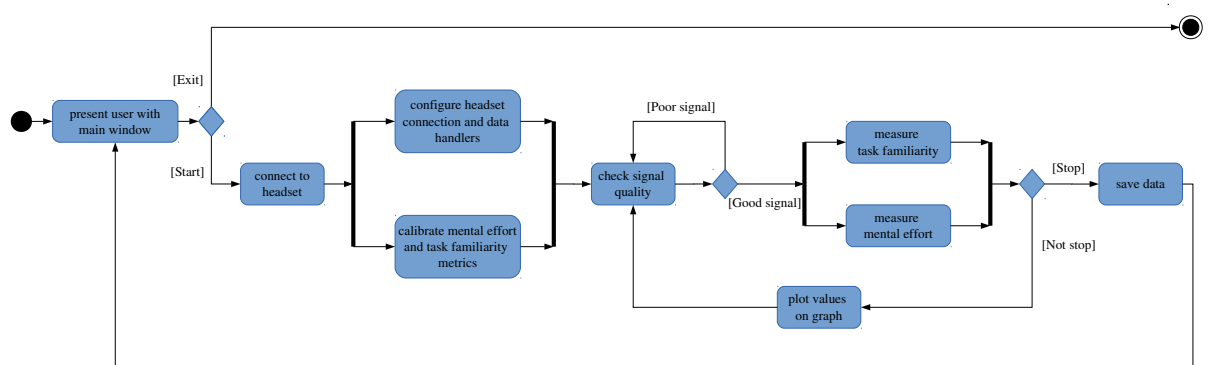 [Exit]
present user with
main window
[Start]
connect to
headset
configure headset
connection and data
handlers
calibrate mental effort
and task familiarity
metrics
[Poor signal]
check signal
quality
[Good signal]
measure
task familiarity
measure
mental effort
[Stop]
save data
[Not stop]
plot values
on graph